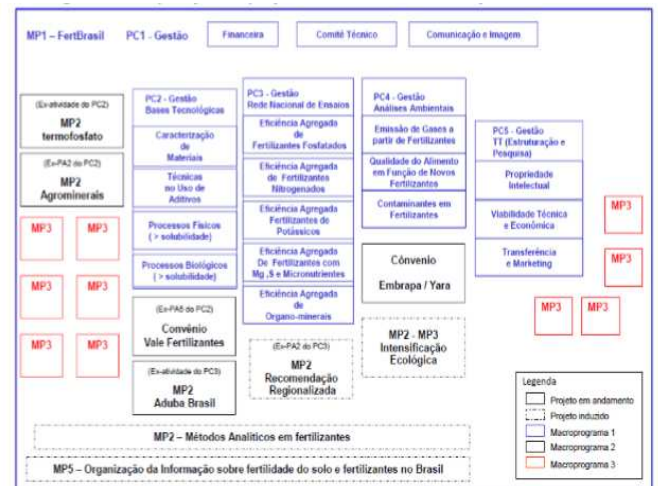 MP1 – FertBrasil
PC1 - Gestão
Financeira
Comitê Técnico
Comunicação e Imagem
(Ex-atividade do PC2)
MP2
termofosfato
(Ex-PA2 do PC2)
MP2
Agrominerais
MP3
MP3
MP3
MP3
MP3
MP3
PC2 - Gestão
Bases Tecnológicas
Caracterização
de
Materiais
Técnicas
no Uso de
Aditivos
Processos Físicos
( > solubilidade)
Processos Biológicos
( > solubilidade)
(Ex-PA5 do PC2)
Convênio
Vale Fertilizantes
(Ex-atividade do PC3)
MP2
Aduba Brasil
PC3 - Gestão
Rede Nacional de Ensaios
Eficiência Agregada
de
Fertilizantes Fosfatados
Eficiência Agregada
de Fertilizantes
Nitrogenados
Eficiência Agregada
Fertilizantes de
Potássicos
Eficiência Agregada
De Fertilizantes com
Mg ,S e Micronutrientes
Eficiência Agregada
de
Organo-minerais
(Ex-PA2 do PC3)
MP2
Recomendação
Regionalizada
PC4 - Gestão
Análises Ambientais
Emissão de Gases a
partir de Fertilizantes
Qualidade do Alimento
em Função de Novos
Fertilizantes
Contaminantes em
Fertilizantes
Cônvenio
Embrapa / Yara
MP2 - MP3
Intensificação
Ecológica
PC5 - Gestão
TT (Estruturação e
Pesquisa)
Propriedade
Intelectual
Viabilidade Técnica
e Econômica
Transferência
e Marketing
MP3
MP3
MP3
MP3
Legenda
Projeto em andamento
Projeto induzido
Macroprograma 1
Macroprograma 2
Macroprograma 3
MP2 – Métodos Analíticos em fertilizantes
MP5 – Organização da Informação sobre fertilidade do solo e fertilizantes no Brasil